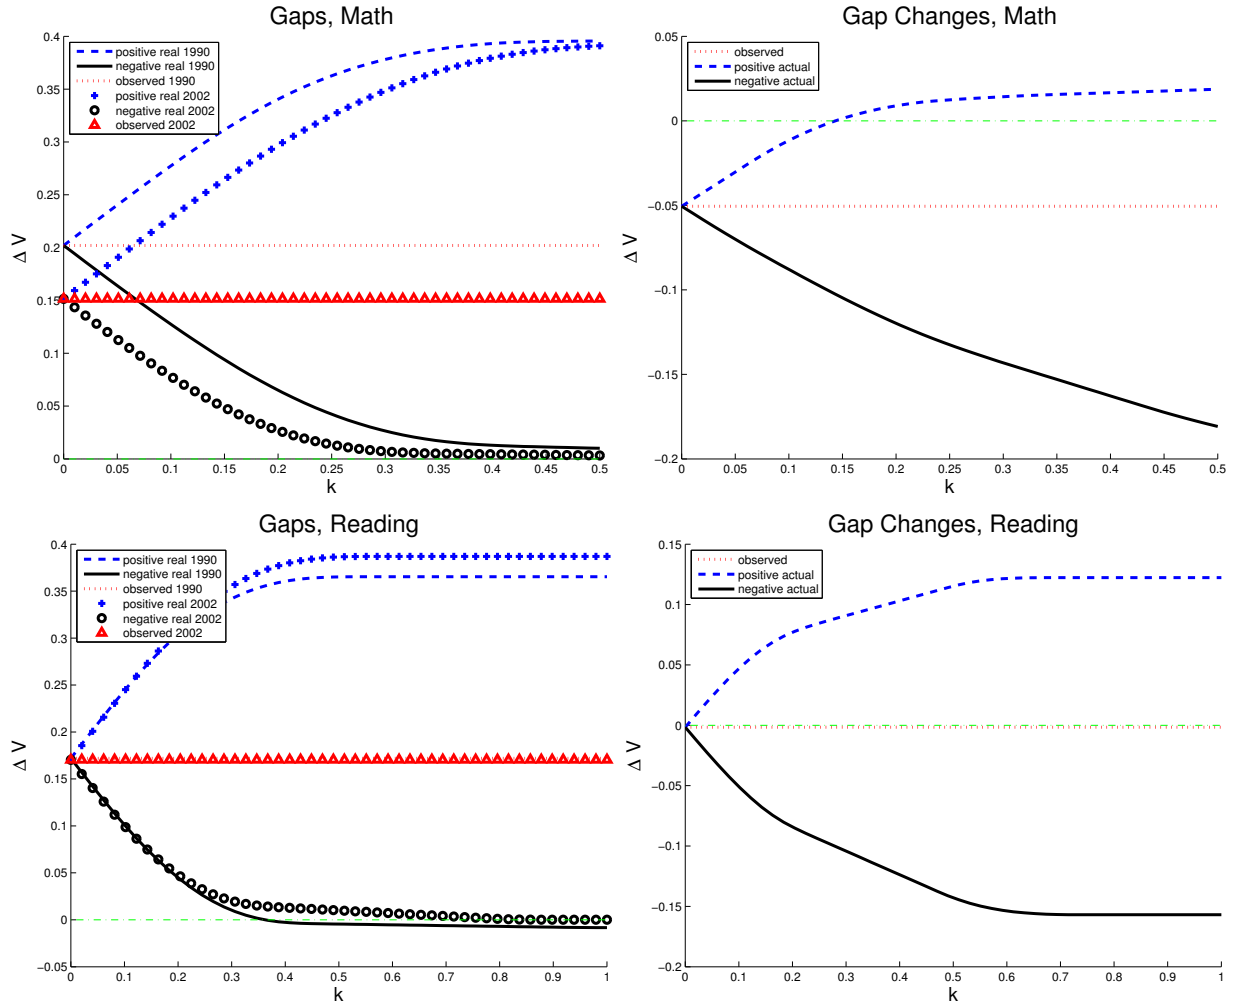 Gaps, Math
0.4
0.35
0.3
0.25
0.2
0.15
0.1
0.05
0
Δ V
positive real 1990
negative real 1990
observed 1990
positive real 2002
negative real 2002
observed 2002
0 0.05 0.1 0.15 0.2 0.25 0.3 0.35 0.4 0.45 0.5
k
Gap Changes, Math
0.05
0
−0.05
−0.1
−0.15
−0.2
Δ V
observed
positive actual
negative actual
0 0.05 0.1 0.15 0.2 0.25 0.3 0.35 0.4 0.45 0.5
k
Gaps, Reading
0.4
0.35
0.3
0.25
0.2
0.15
0.1
0.05
0
−0.05
Δ V
positive real 1990
negative real 1990
observed 1990
positive real 2002
negative real 2002
observed 2002
0 0.1 0.2 0.3 0.4 0.5 0.6 0.7 0.8 0.9 1
k
Gap Changes, Reading
0.15
0.1
0.05
0
−0.05
−0.1
−0.15
−0.2
Δ V
observed
positive actual
negative actual
0 0.1 0.2 0.3 0.4 0.5 0.6 0.7 0.8 0.9 1
k